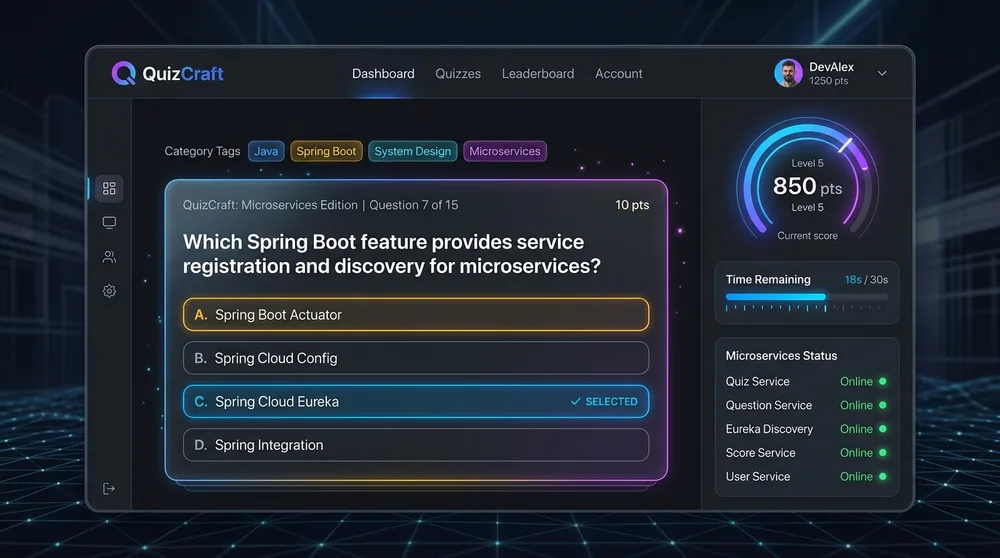 QuizCraft
Dashboard
Quizzes
Leaderboard
Account
DevAlex
1250 pts
Category Tags
Java
Spring Boot
System Design
Microservices
QuizCraft: Microservices Edition | Question 7 of 15
10 pts
Which Spring Boot feature provides service
registration and discovery for microservices?
A. Spring Boot Actuator
B. Spring Cloud Config
C. Spring Cloud Eureka
✓ SELECTED
D. Spring Integration
Level 5
850 pts
Level 5
Current score
Time Remaining
18s / 30s
Microservices Status
Quiz Service Online
Question Service Online
Eureka Discovery Online
Score Service Online
User Service Online